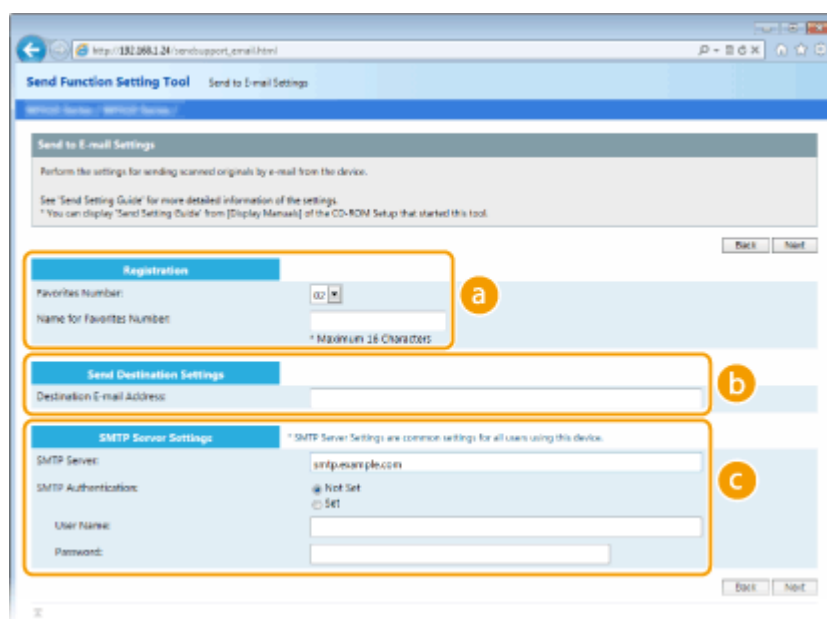 http://192.168.1.24/sendsupport_email.html
Send Function Setting Tool Send to E-mail Settings
Send to E-mail Settings
Perform the settings for sending scanned originals by e-mail from the device.
See 'Send Setting Guide' for more detailed information of the settings.
* You can display 'Send Setting Guide' from [Display Manuals] of the CD-ROM Setup that started this tool.
Back Next
Registration
Favorites Number: 02
Name for Favorites Number:
* Maximum 16 Characters
a
Send Destination Settings
Destination E-mail Address:
b
SMTP Server Settings * SMTP Server Settings are common settings for all users using this device.
SMTP Server: smtp.example.com
SMTP Authentication: Not Set
Set
User Name:
Password:
c
Back Next